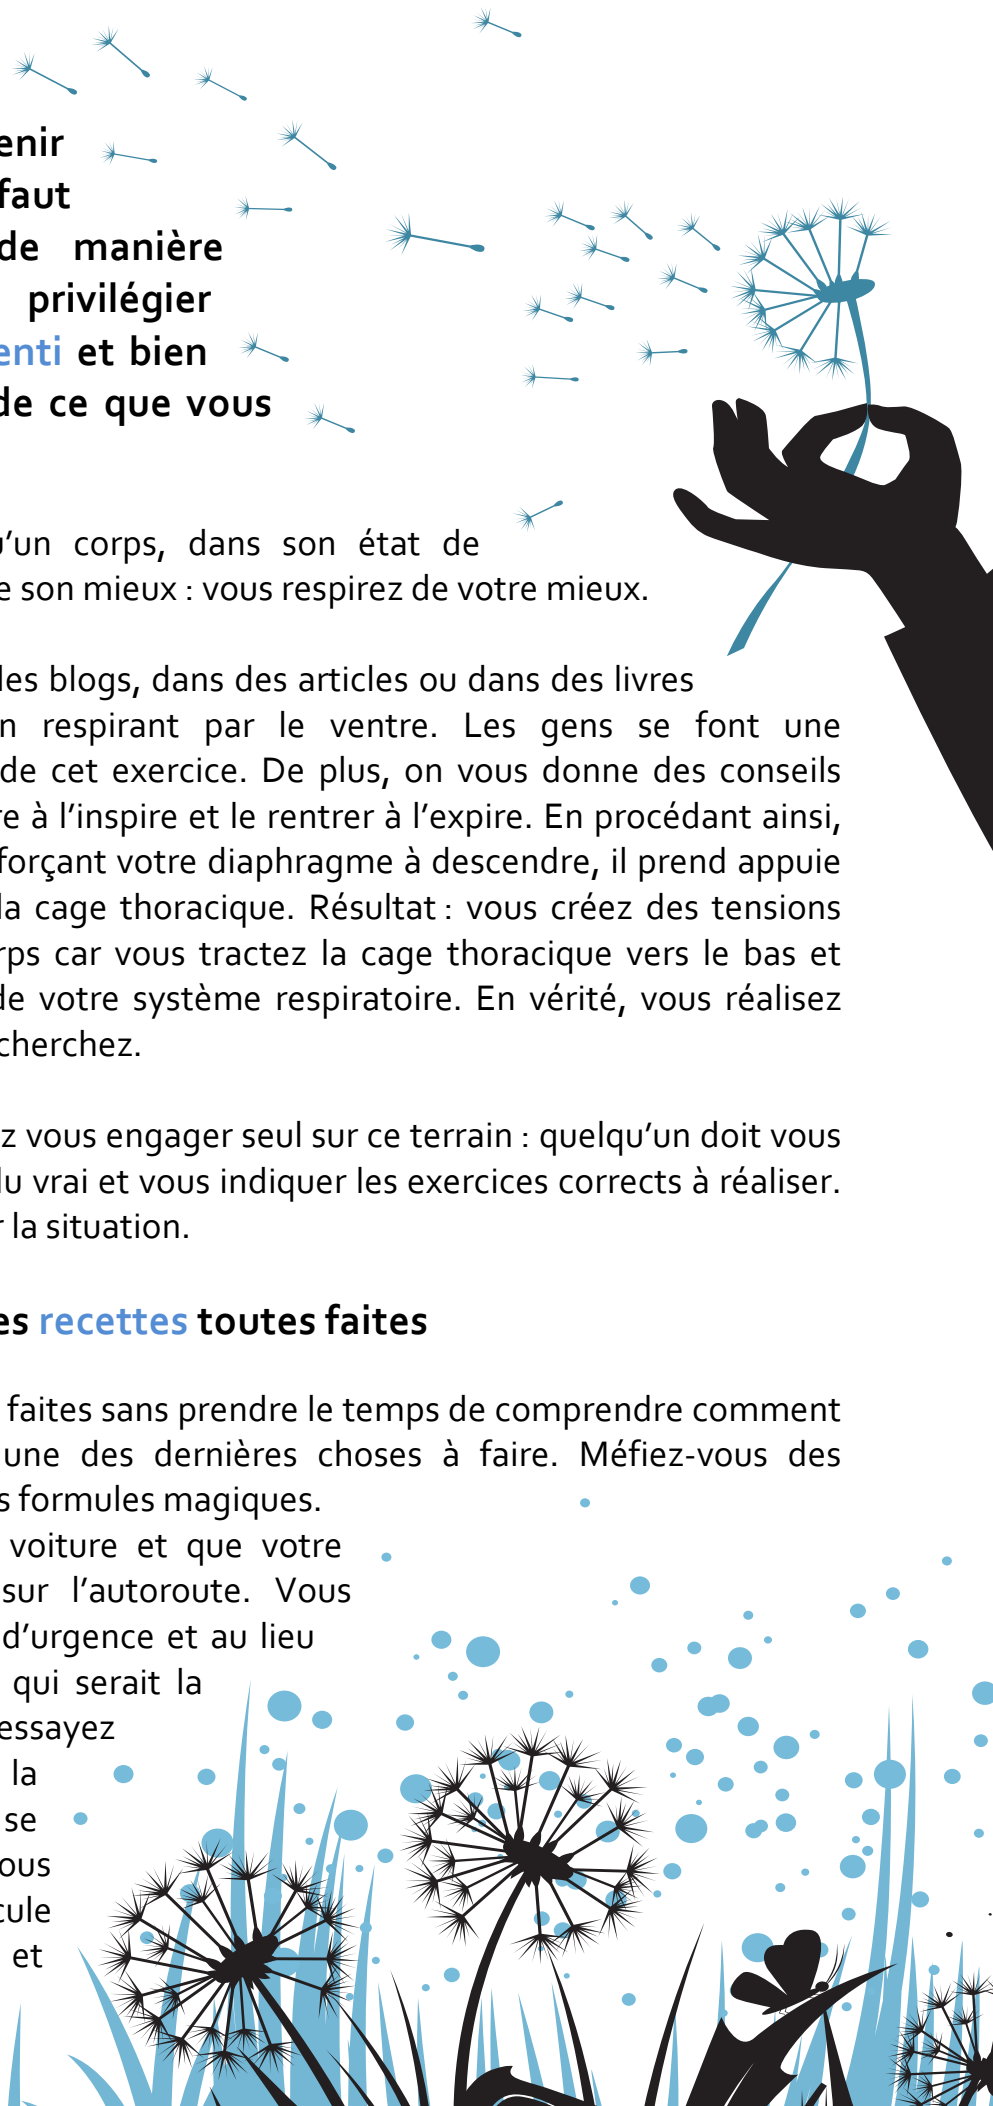 enir
faut
de manière
privilégier
enti et bien
de ce que vous
u’un corps, dans son état de
e son mieux : vous respirez de votre mieux.
les blogs, dans des articles ou dans des livres
n respirant par le ventre. Les gens se font une
de cet exercice. De plus, on vous donne des conseils
re à l’inspire et le rentrer à l’expire. En procédant ainsi,
forçant votre diaphragme à descendre, il prend appuie
la cage thoracique. Résultat : vous créez des tensions
rps car vous tractez la cage thoracique vers le bas et
de votre système respiratoire. En vérité, vous réalisez
cherchez.
z vous engager seul sur ce terrain : quelqu’un doit vous
du vrai et vous indiquer les exercices corrects à réaliser.
r la situation.
es recettes toutes faites
faites sans prendre le temps de comprendre comment
une des dernières choses à faire. Méfiez-vous des
s formules magiques.
voiture et que votre
sur l’autoroute. Vous
d’urgence et au lieu
qui serait la
essayez
la
se
ous
cule
et